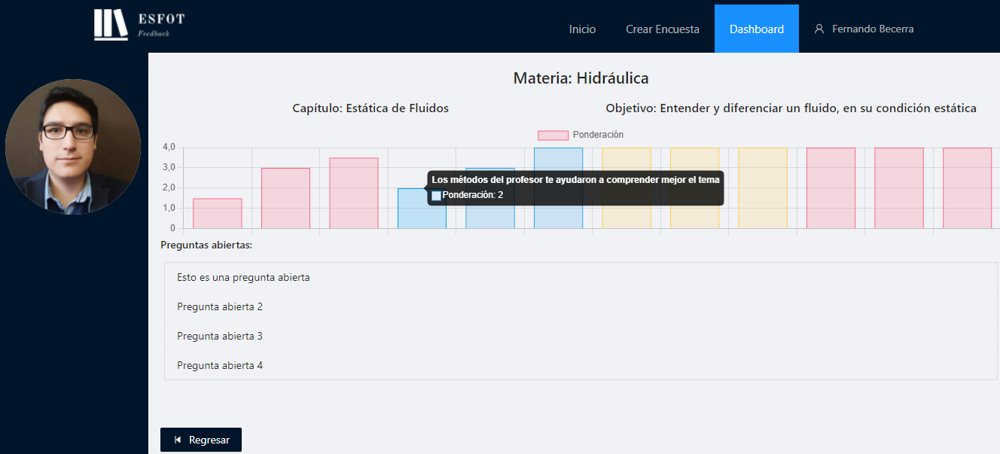 ESFOT
Feedback
Inicio
Crear Encuesta
Dashboard
Fernando Becerra
Materia: Hidráulica
Capítulo: Estática de Fluidos
Objetivo: Entender y diferenciar un fluido, en su condición estática
Ponderación
4,0
3,0
2,0
1,0
0
Los métodos del profesor te ayudaron a comprender mejor el tema
Ponderación: 2
Preguntas abiertas:
Esto es una pregunta abierta
Pregunta abierta 2
Pregunta abierta 3
Pregunta abierta 4
Regresar